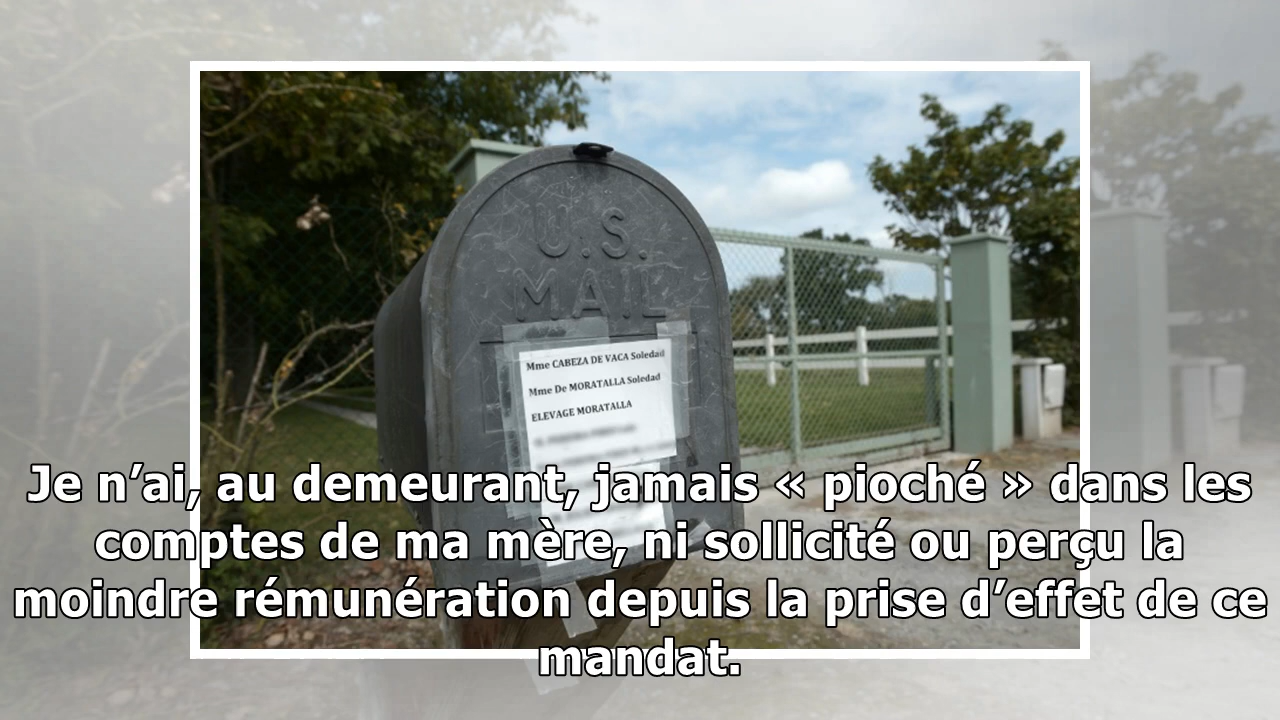 U.S.
MAIL
Mme CABEZA DE VACA Soledad
Mme De MORATALLA Soledad
ELEVAGE MORATALLA
Je n’ai, au demeurant, jamais « pioché » dans les
comptes de ma mère, ni sollicité ou perçu la
moindre rémunération depuis la prise d’effet de ce
mandat.